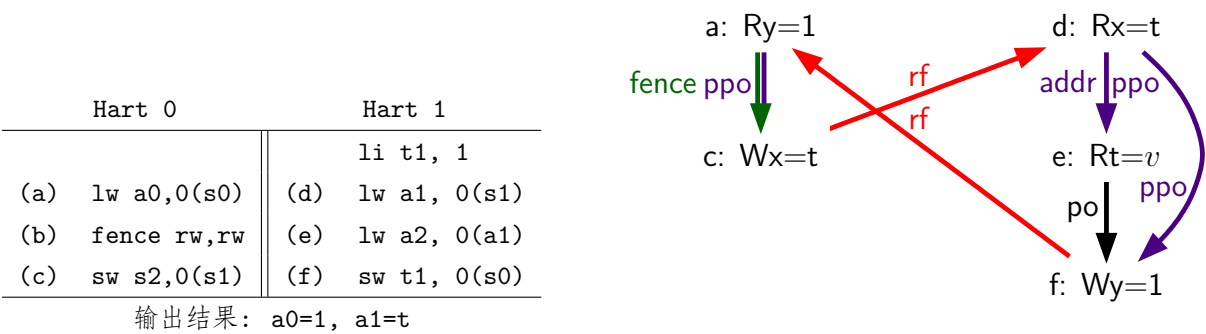 Hart 0 Hart 1
li t1, 1
(a) lw a0,0(s0) (d) lw a1, 0(s1)
(b) fence rw,rw (e) lw a2, 0(a1)
(c) sw s2,0(s1) (f) sw t1, 0(s0)
输出结果: a0=1, a1=t
a: Ry=1
d: Rx=t
fence ppo
rf
rf
addr ppo
c: Wx=t
e: Rt=v
po
ppo
f: Wy=1